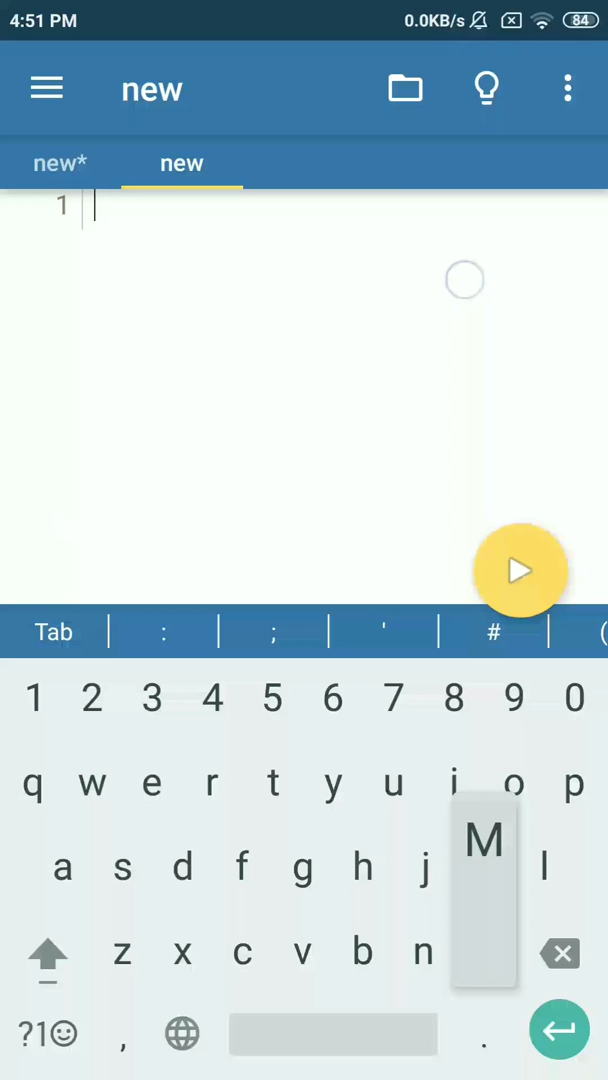 4:51 PM 0.0KB/s 84
new
new* new
1
Tab : ; ' # (
1 2 3 4 5 6 7 8 9 0
q w e r t y u i o p
a s d f g h j M l
z x c v b n
?1 , .